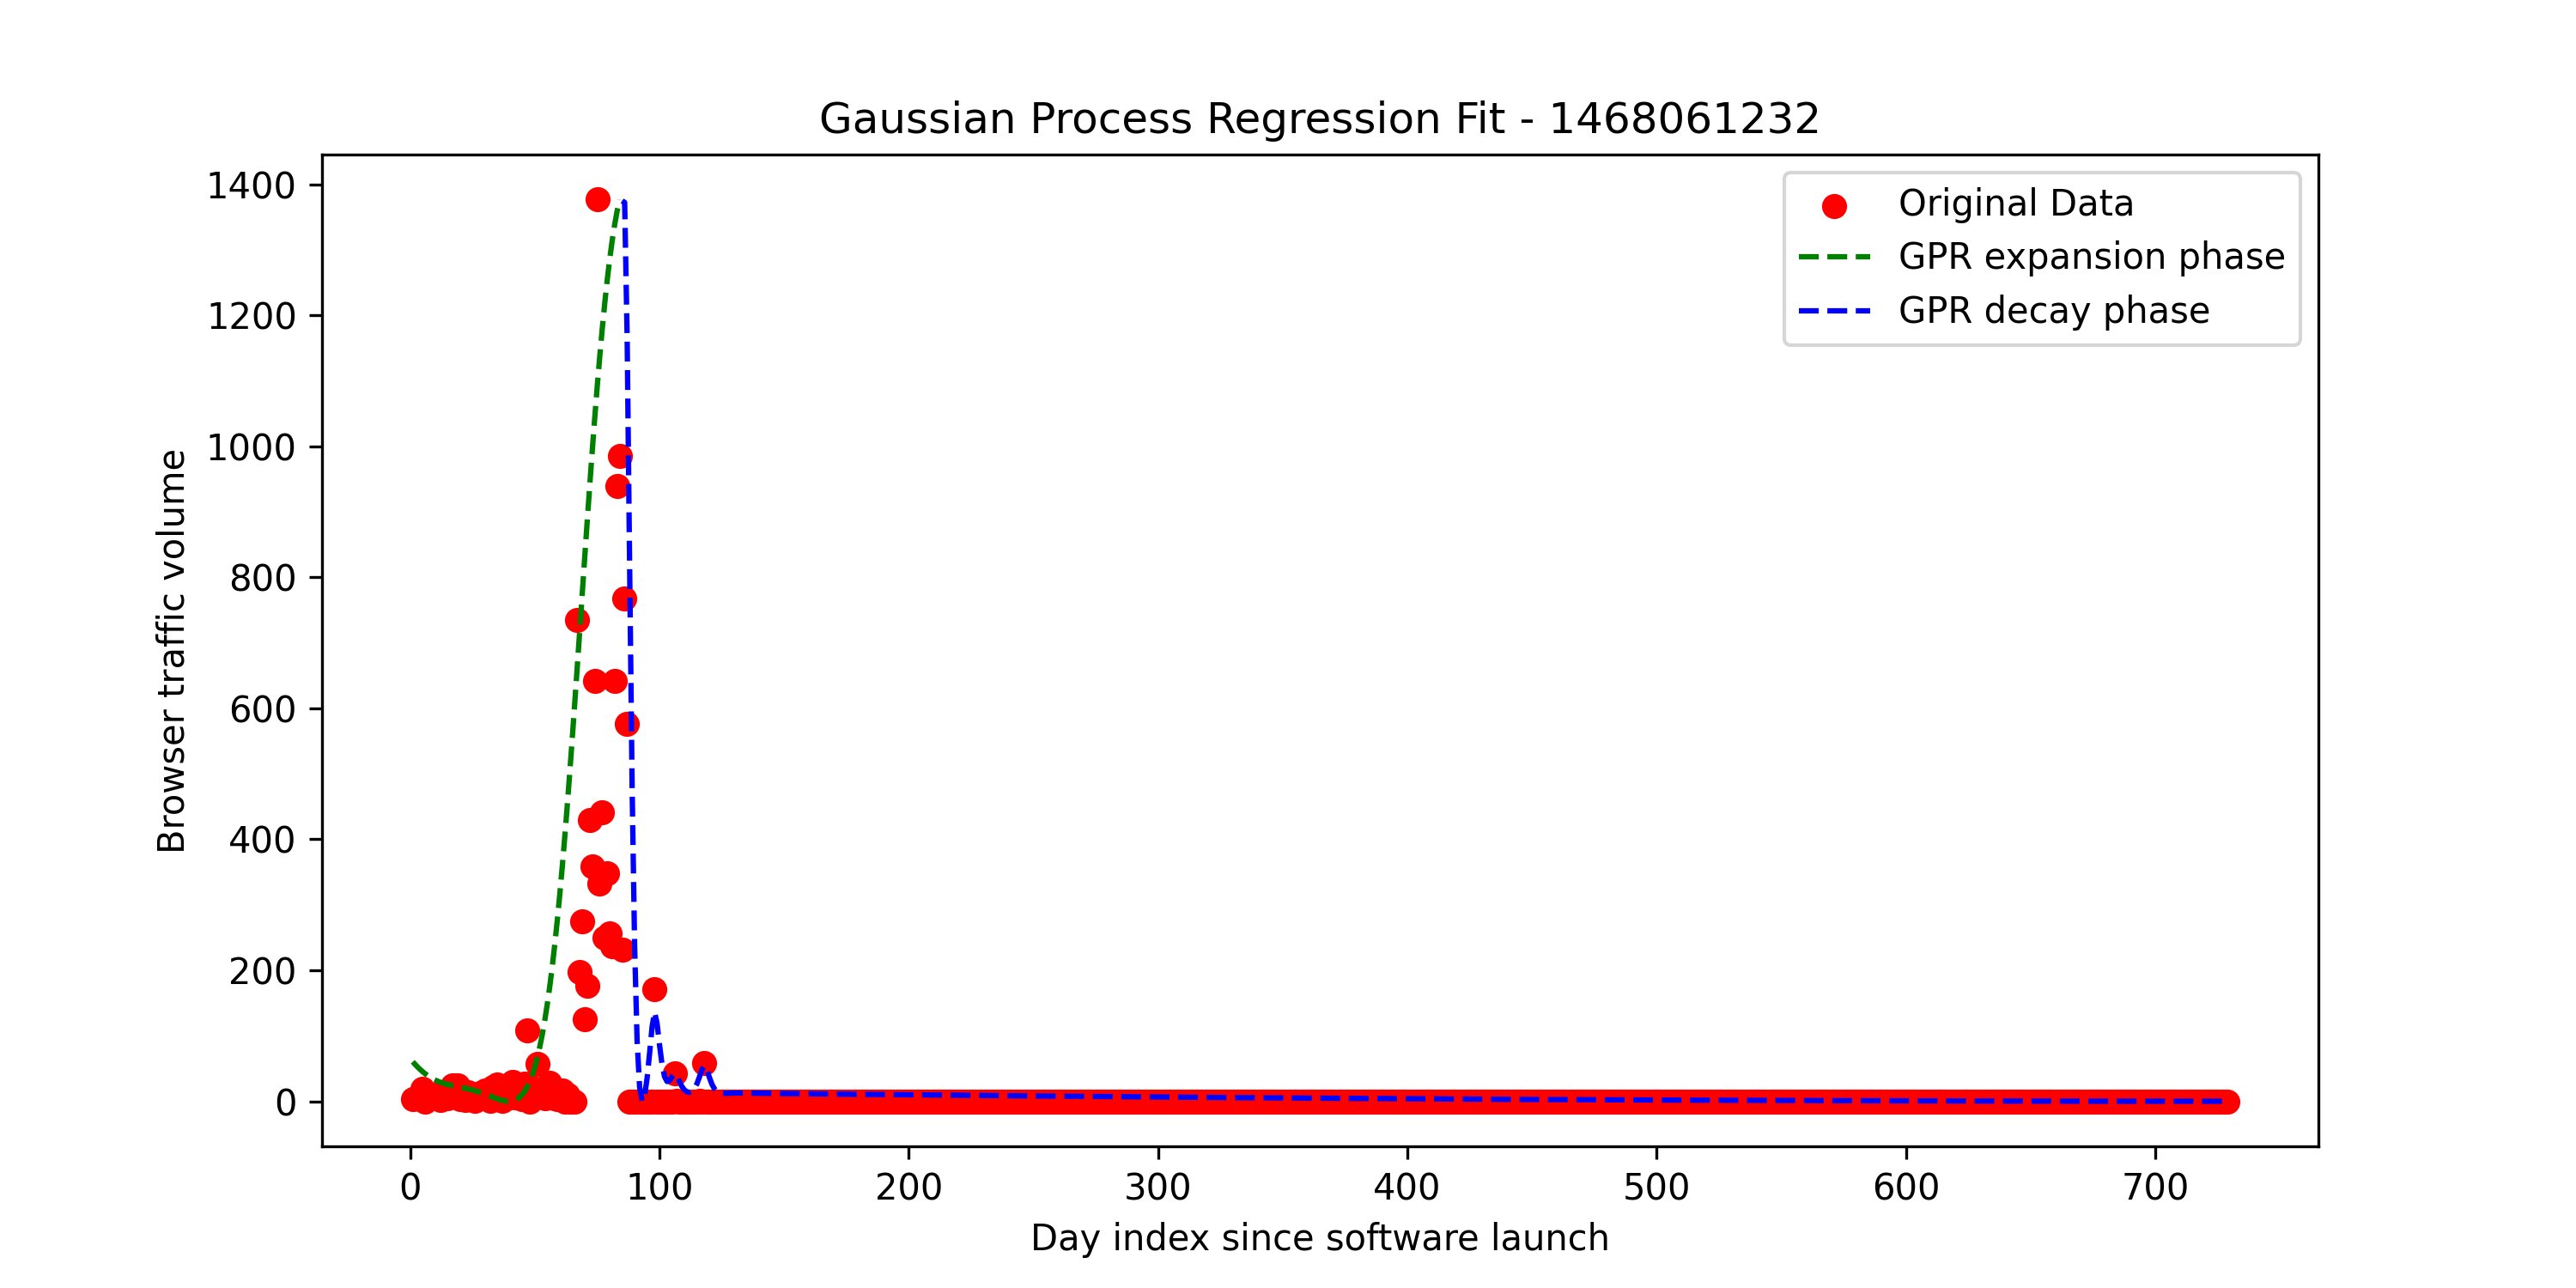 Gaussian Process Regression Fit - 1468061232
Original Data
GPR expansion phase
GPR decay phase
Browser traffic volume
1400
1200
1000
800
600
400
200
0
0 100 200 300 400 500 600 700
Day index since software launch